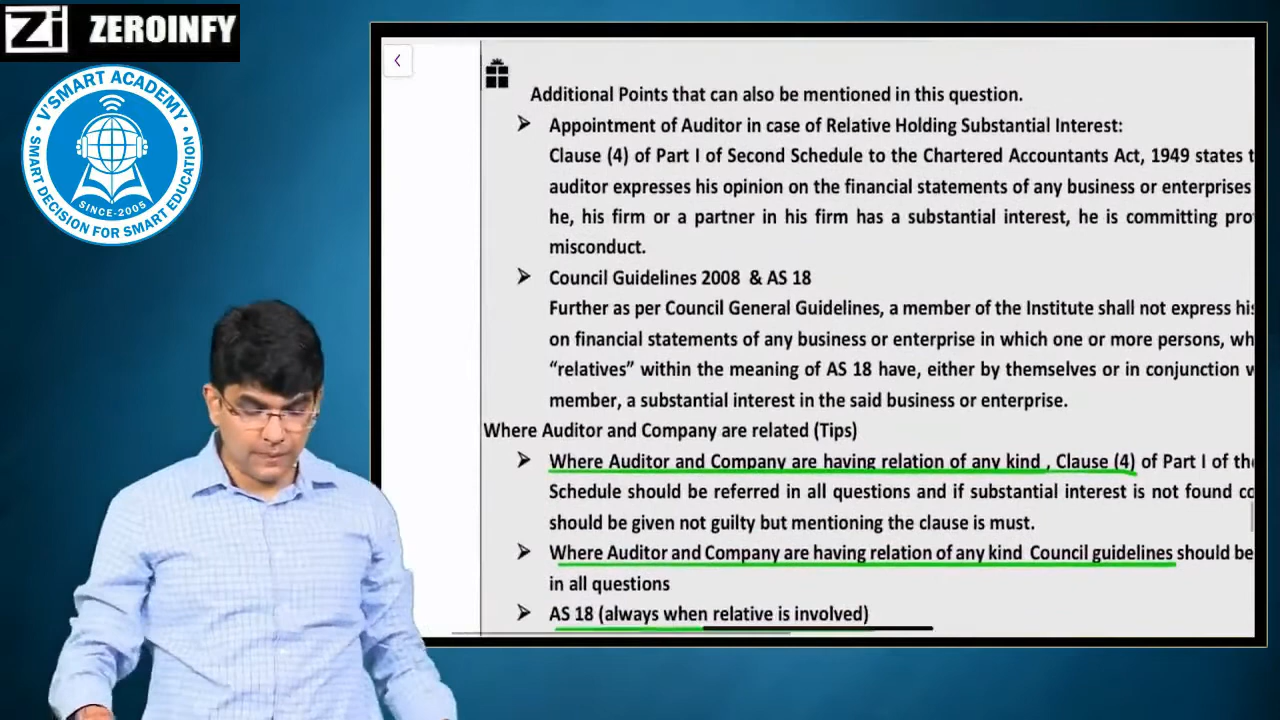 Zi ZEROINFY
V'SMART ACADEMY
SINCE-2005
SMART DECISION FOR SMART EDUCATION
Additional Points that can also be mentioned in this question.
➢ Appointment of Auditor in case of Relative Holding Substantial Interest:
Clause (4) of Part I of Second Schedule to the Chartered Accountants Act, 1949 states
auditor expresses his opinion on the financial statements of any business or enterprises
he, his firm or a partner in his firm has a substantial interest, he is committing
misconduct.
➢ Council Guidelines 2008 & AS 18
Further as per Council General Guidelines, a member of the Institute shall not express
on financial statements of any business or enterprise in which one or more persons,
“relatives” within the meaning of AS 18 have, either by themselves or in conjunction
member, a substantial interest in the said business or enterprise.
Where Auditor and Company are related (Tips)
➢ Where Auditor and Company are having relation of any kind , Clause (4) of Part I of
Schedule should be referred in all questions and if substantial interest is not found
should be given not guilty but mentioning the clause is must.
➢ Where Auditor and Company are having relation of any kind Council guidelines should be
in all questions
➢ AS 18 (always when relative is involved)